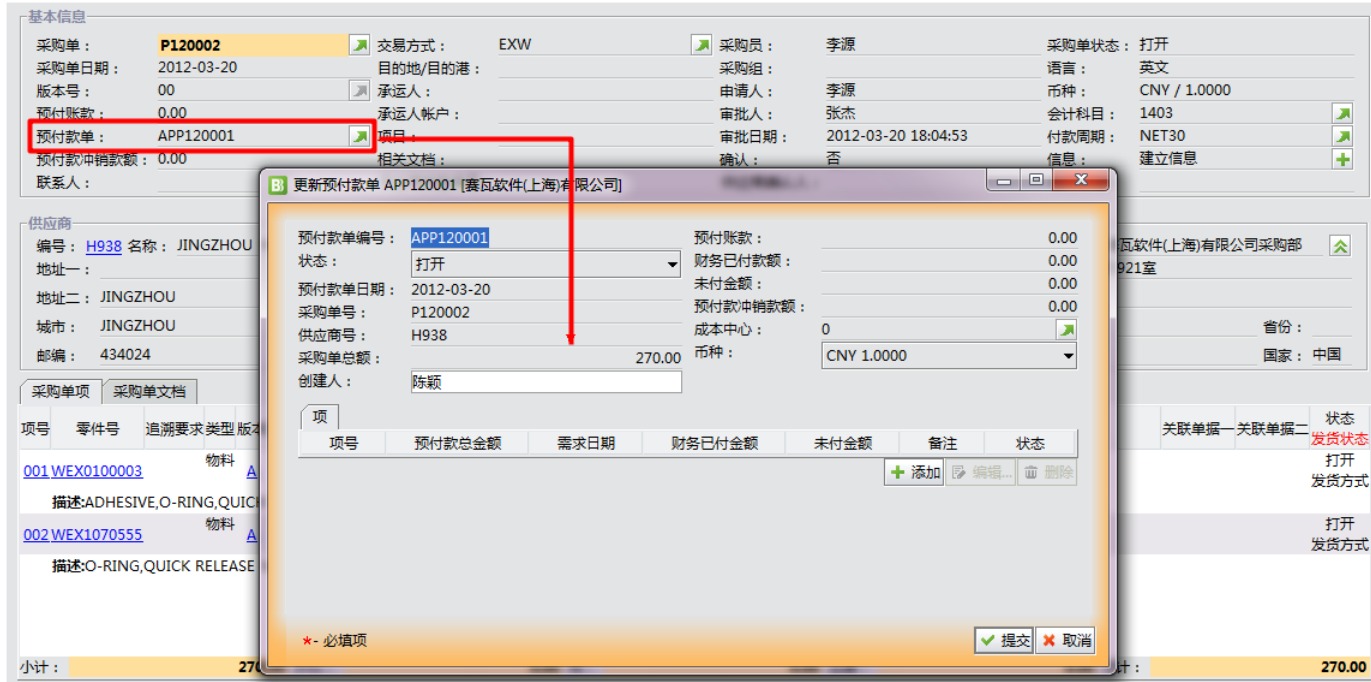 基本信息
采购单： P120002 交易方式： EXW 采购员： 李源 采购单状态： 打开
采购单日期： 2012-03-20 目的地/目的港： 采购组： 语言： 英文
版本号： 00 承运人： 申请人： 李源 币种： CNY / 1.0000
预付账款： 0.00 承运人帐户： 审批人： 张杰 会计科目： 1403
预付款单： APP120001 项目： 审批日期： 2012-03-20 18:04:53 付款周期： NET30
预付款冲销款额： 0.00 相关文档： 确认： 否 信息： 建立信息
联系人：
更新预付款单 APP120001 [赛瓦软件(上海)有限公司]
供应商
编号： H938 名称： JINGZHOU 瓦软件(上海)有限公司采购部
地址一： 921室
地址二： JINGZHOU
城市： JINGZHOU 省份：
邮编： 434024 国家： 中国
预付款单编号： APP120001 预付账款： 0.00
状态： 打开 财务已付款额： 0.00
预付款单日期： 2012-03-20 未付金额： 0.00
采购单号： P120002 预付款冲销款额： 0.00
供应商号： H938 成本中心： 0
采购单总额： 270.00 币种： CNY 1.0000
创建人： 陈颖
项
项号 预付款总金额 需求日期 财务已付金额 未付金额 备注 状态
添加 编辑... 删除
*- 必填项
提交 取消
采购单项 采购单文档
项号 零件号 追溯要求 类型 版本 关联单据一 关联单据二 状态
发货状态
001 WEX0100003 物料 A 打开
发货方式
描述:ADHESIVE,O-RING,QUICK
002 WEX1070555 物料 A 打开
发货方式
描述:O-RING,QUICK RELEASE
小计： 270 计： 270.00